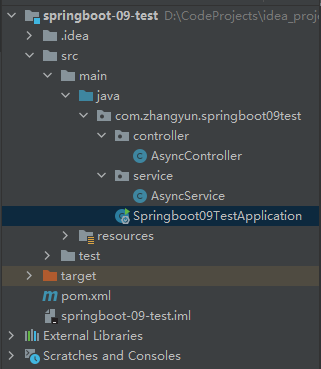 springboot-09-test D:\CodeProjects\idea_proj
.idea
src
main
java
com.zhangyun.springboot09test
controller
AsyncController
service
AsyncService
Springboot09TestApplication
resources
test
target
pom.xml
springboot-09-test.iml
External Libraries
Scratches and Consoles